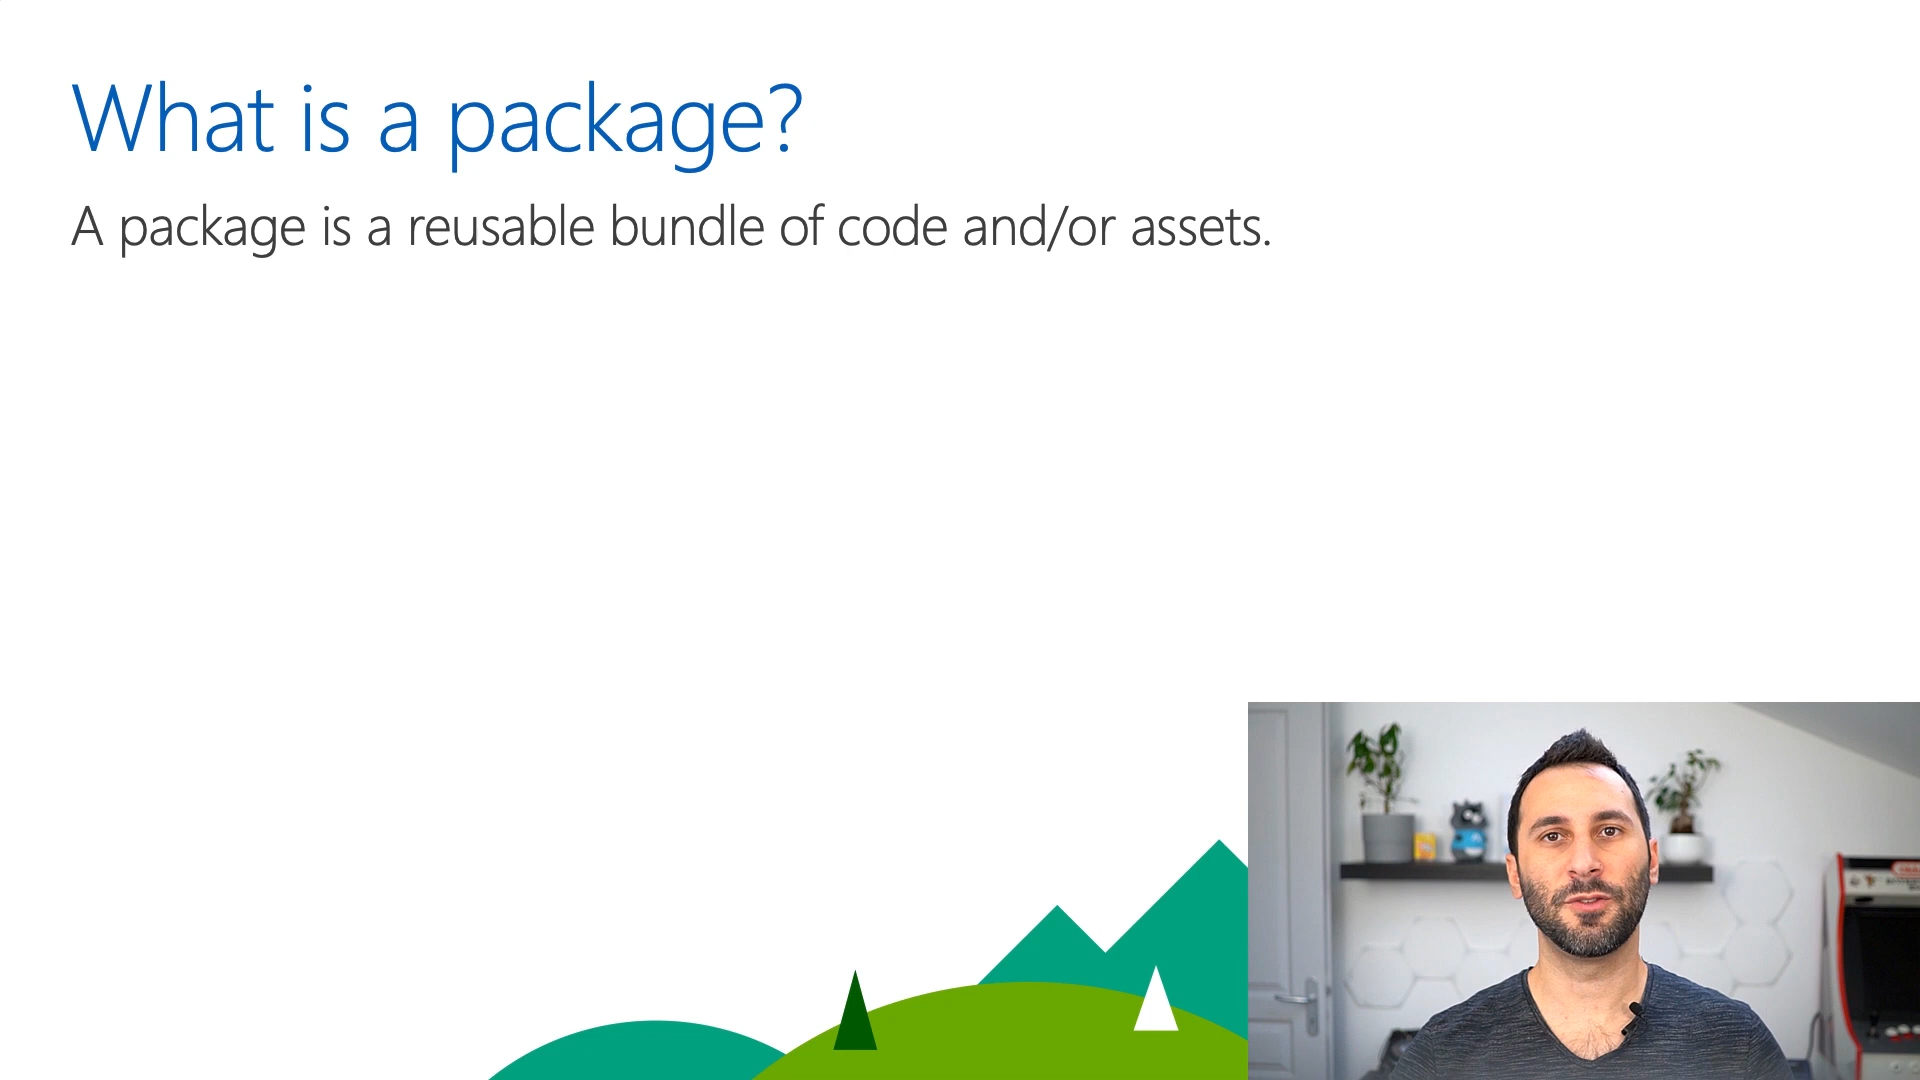 What is a package?
A package is a reusable bundle of code and/or assets.